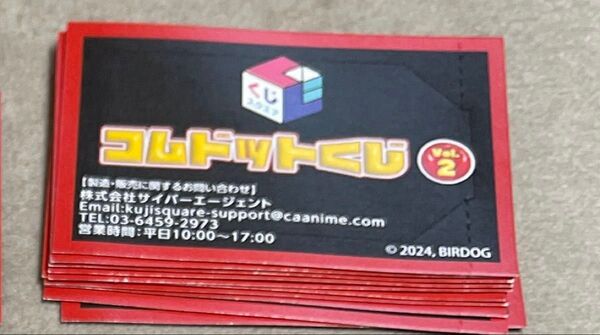 くじ
スクエア
コムドットくじ
Vol.
2
【製造・販売に関するお問い合わせ】
株式会社サイバーエージェント
Email:kujisquare-support@caanime.com
TEL:03-6459-2973
営業時間：平日10:00～17:00
© 2024, BIRDOG